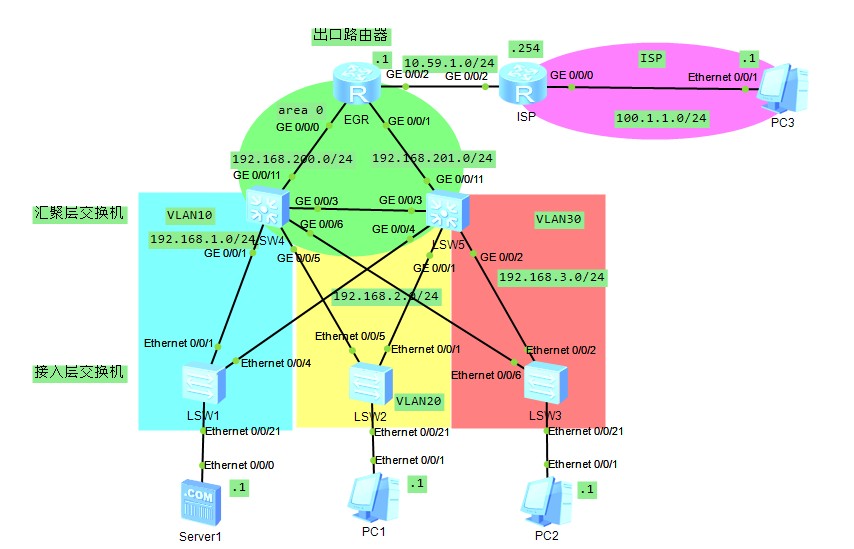 出口路由器
.1
10.59.1.0/24
.254
ISP
.1
GE 0/0/2
GE 0/0/2
GE 0/0/0
Ethernet 0/0/1
R
R
EGR
ISP
100.1.1.0/24
PC3
area 0
GE 0/0/0
GE 0/0/1
192.168.200.0/24
192.168.201.0/24
GE 0/0/11
GE 0/0/11
汇聚层交换机
VLAN10
GE 0/0/3
GE 0/0/3
VLAN30
GE 0/0/6
GE 0/0/4
192.168.1.0/24
LSW4
LSW5
GE 0/0/1
GE 0/0/5
GE 0/0/1
GE 0/0/2
192.168.3.0/24
192.168.2.0/24
Ethernet 0/0/1
Ethernet 0/0/5
Ethernet 0/0/1
Ethernet 0/0/2
Ethernet 0/0/4
Ethernet 0/0/6
接入层交换机
LSW1
LSW2
VLAN20
LSW3
Ethernet 0/0/21
Ethernet 0/0/21
Ethernet 0/0/21
Ethernet 0/0/0
Ethernet 0/0/1
Ethernet 0/0/1
.COM
.1
.1
.1
Server1
PC1
PC2